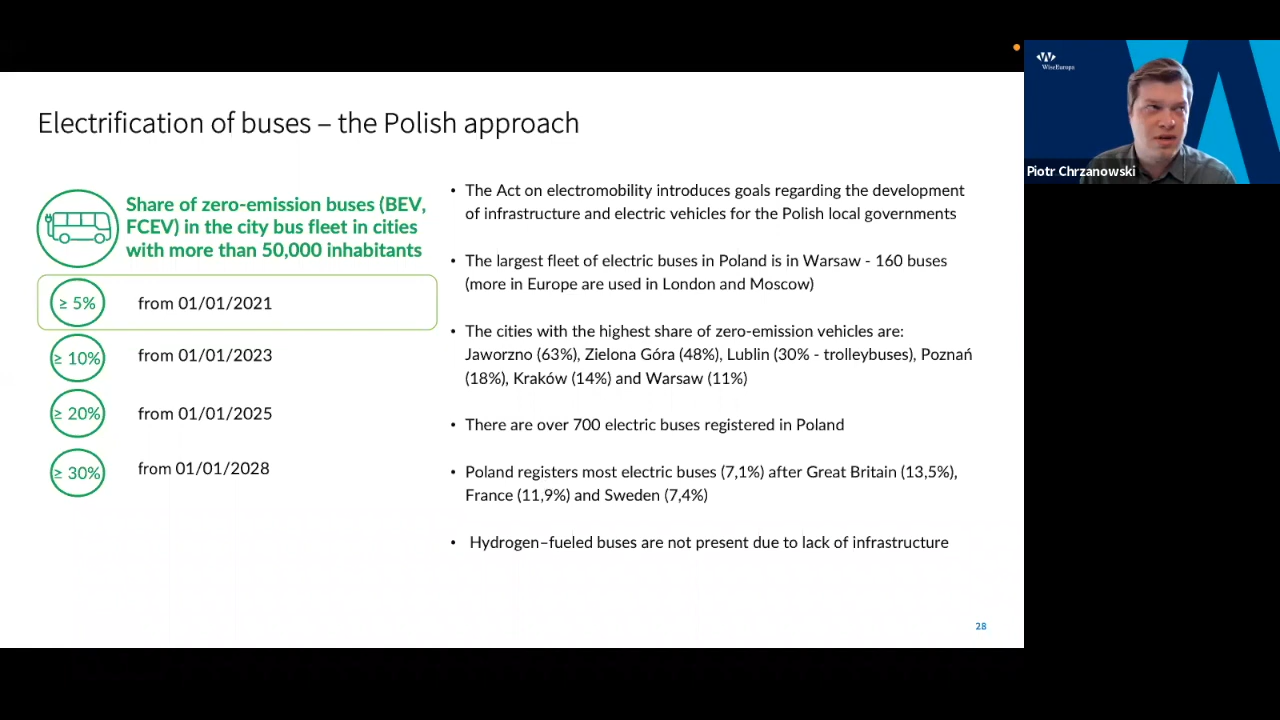 Electrification of buses – the Polish approach
Share of zero-emission buses (BEV,
FCEV) in the city bus fleet in cities
with more than 50,000 inhabitants
≥ 5% from 01/01/2021
≥ 10% from 01/01/2023
≥ 20% from 01/01/2025
≥ 30% from 01/01/2028
• The Act on electromobility introduces goals regarding the development
of infrastructure and electric vehicles for the Polish local governments
• The largest fleet of electric buses in Poland is in Warsaw - 160 buses
(more in Europe are used in London and Moscow)
• The cities with the highest share of zero-emission vehicles are:
Jaworzno (63%), Zielona Góra (48%), Lublin (30% - trolleybuses), Poznań
(18%), Kraków (14%) and Warsaw (11%)
• There are over 700 electric buses registered in Poland
• Poland registers most electric buses (7,1%) after Great Britain (13,5%),
France (11,9%) and Sweden (7,4%)
• Hydrogen–fueled buses are not present due to lack of infrastructure
28
WiseEuropa
Piotr Chrzanowski